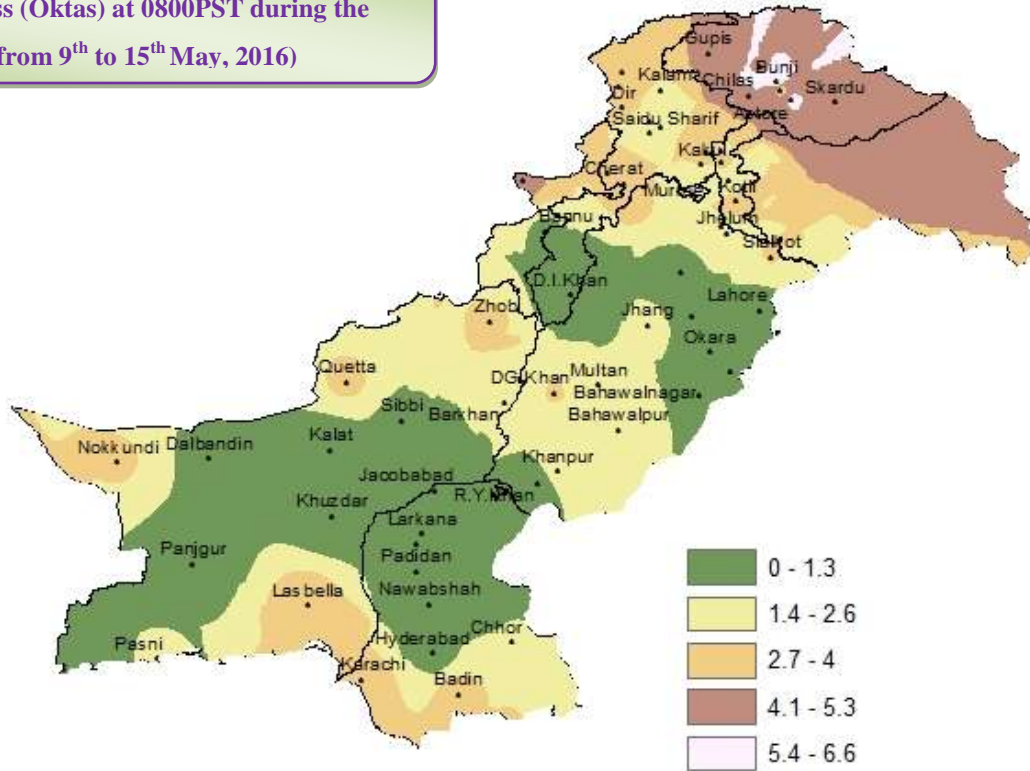 ss (Oktas) at 0800PST during the
from 9th to 15th May, 2016)
Gupis
Bunji
Kalam
Chilas
Skardu
Dir
Astore
Saidu Sharif
Kakul
Cherat
Murree
Kotli
Bannu
Jhelum
Sialkot
D.I.Khan
Lahore
Zhob
Jhang
Okara
Quetta
DG Khan
Multan
Bahawalnagar
Sibbi
Barkhan
Bahawalpur
Nokkundi
Dalbandin
Kalat
Khanpur
Jacobabad
R.Y.Khan
Khuzdar
Larkana
Panjgur
Padidan
Lasbella
Nawabshah
Pasni
Hyderabad
Chhor
Karachi
Badin
0 - 1.3
1.4 - 2.6
2.7 - 4
4.1 - 5.3
5.4 - 6.6